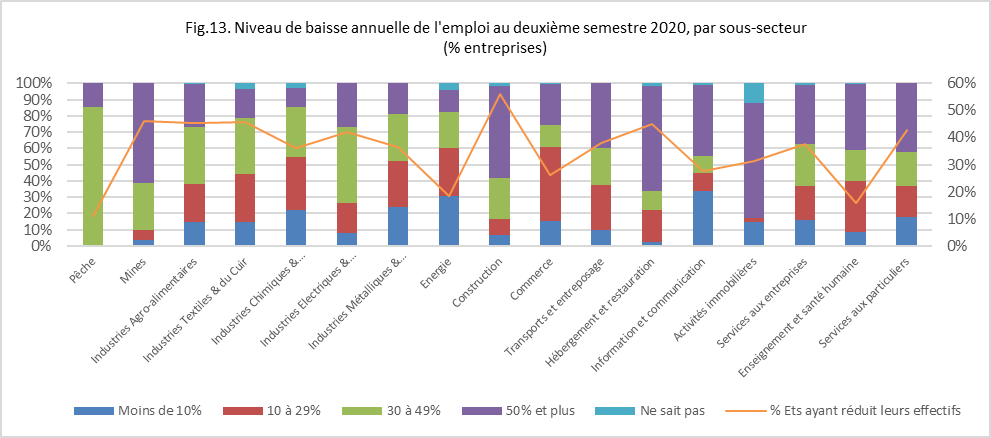 Fig.13. Niveau de baisse annuelle de l'emploi au deuxième semestre 2020, par sous-secteur
(% entreprises)
100%
90%
80%
70%
60%
50%
40%
30%
20%
10%
0%
60%
50%
40%
30%
20%
10%
0%
Pêche
Mines
Industries Agro-alimentaires
Industries Textiles & du Cuir
Industries Chimiques &...
Industries Electriques &...
Industries Métalliques &...
Energie
Construction
Commerce
Transports et entreposage
Hébergement et restauration
Information et communication
Activités immobilières
Services aux entreprises
Enseignement et santé humaine
Services aux particuliers
Moins de 10%
10 à 29%
30 à 49%
50% et plus
Ne sait pas
% Ets ayant réduit leurs effectifs